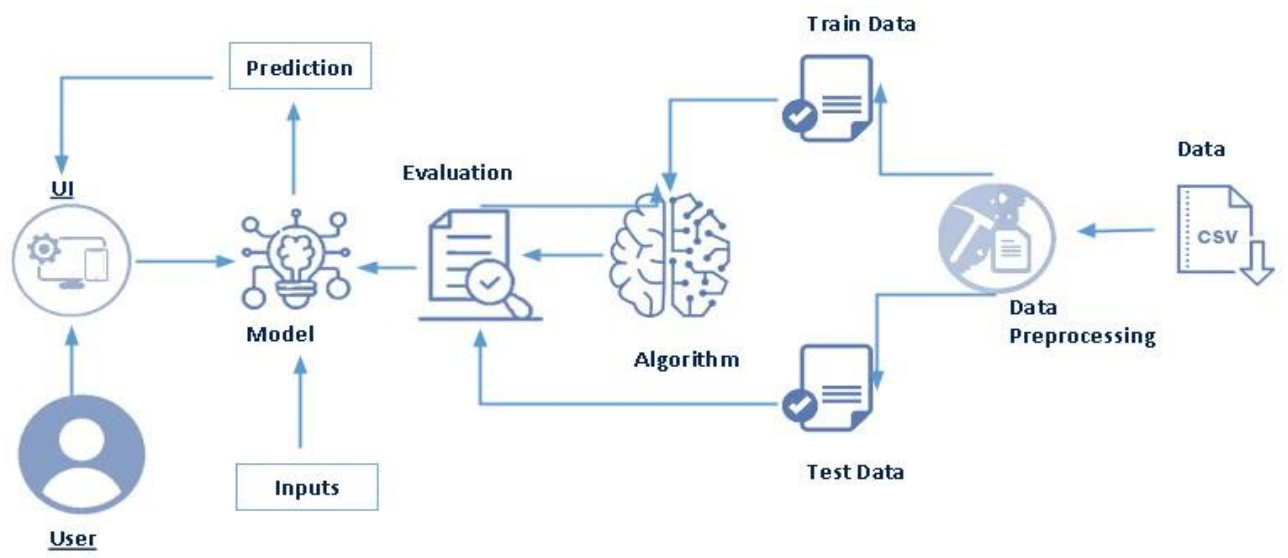 Train Data
Prediction
Data
Evaluation
UI
CSV
Model
Data
Preprocessing
Algorithm
Test Data
Inputs
User